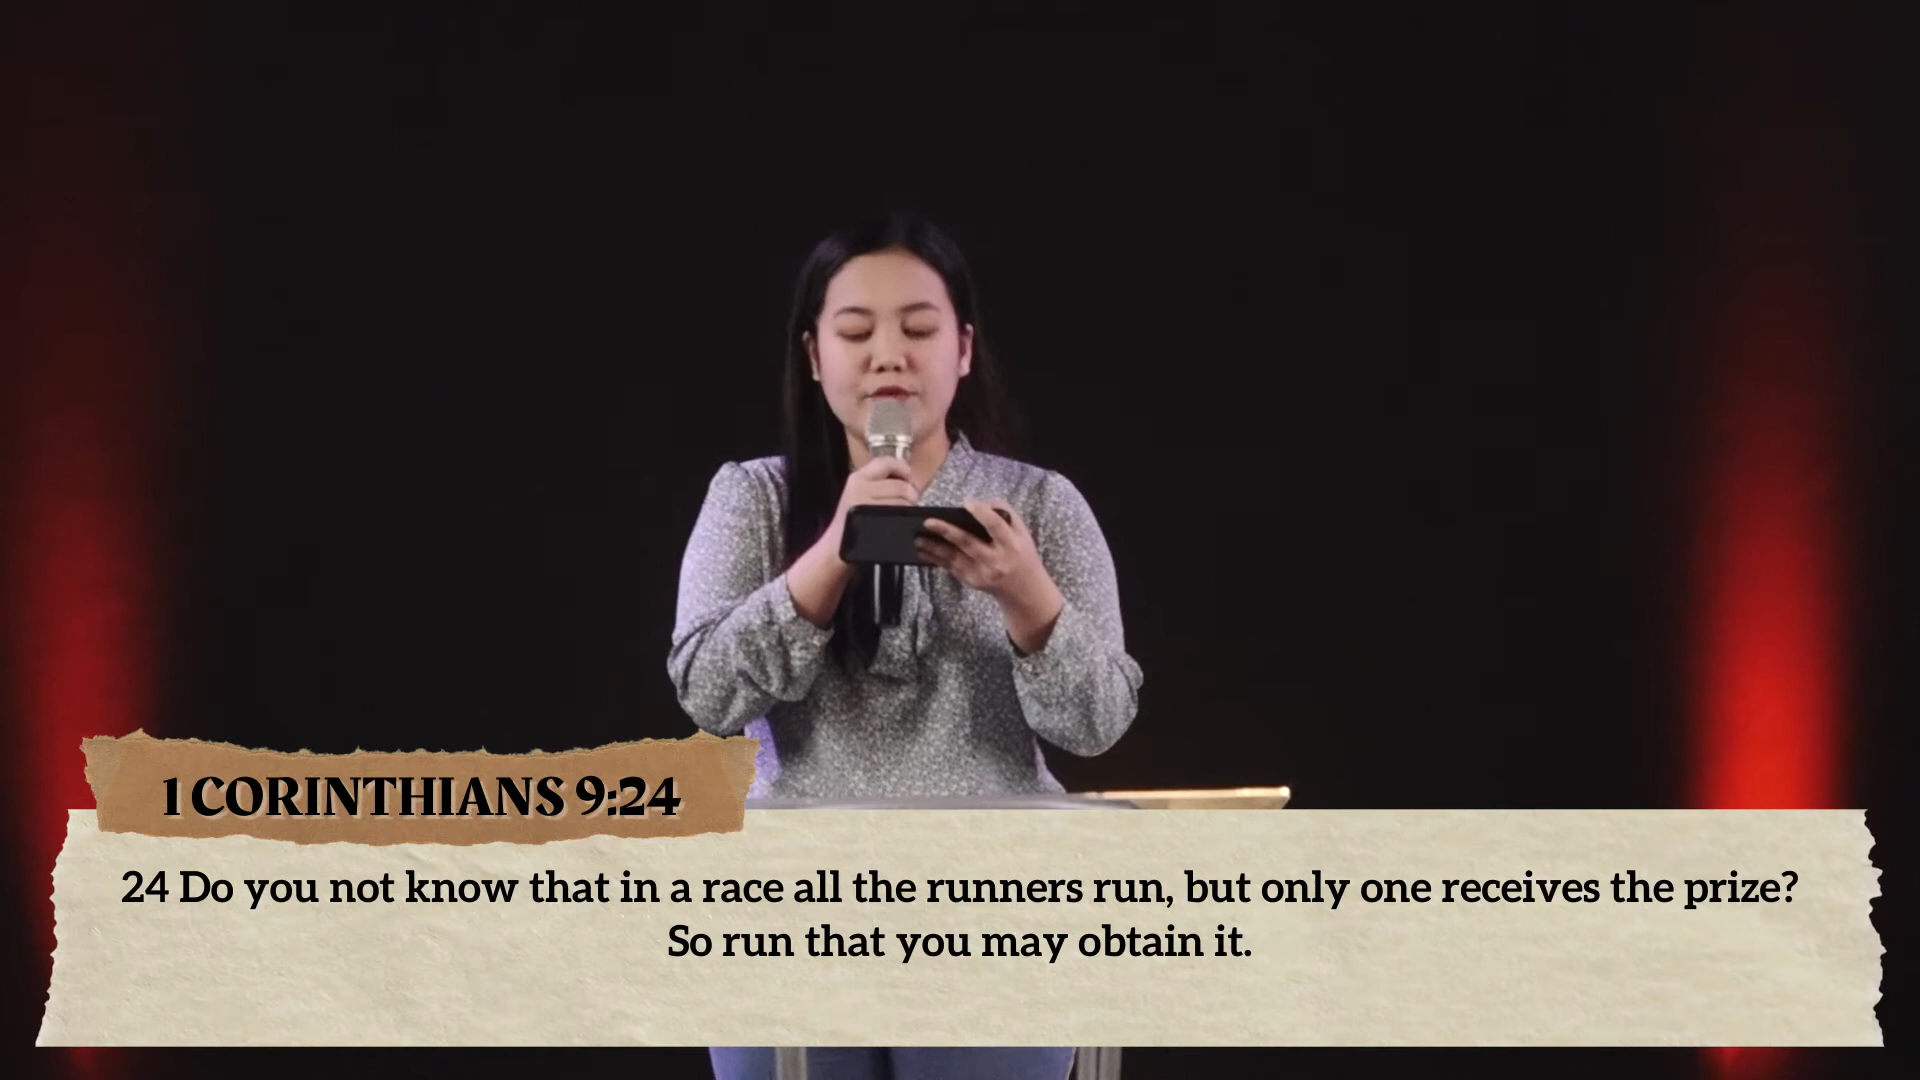 1 CORINTHIANS 9:24
24 Do you not know that in a race all the runners run, but only one receives the prize?
So run that you may obtain it.